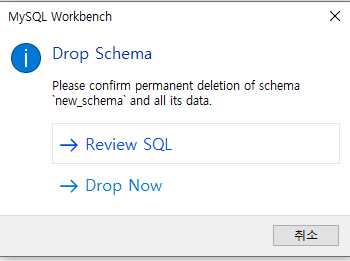 MySQL Workbench
Drop Schema
Please confirm permanent deletion of schema
`new_schema` and all its data.
Review SQL
Drop Now
취소